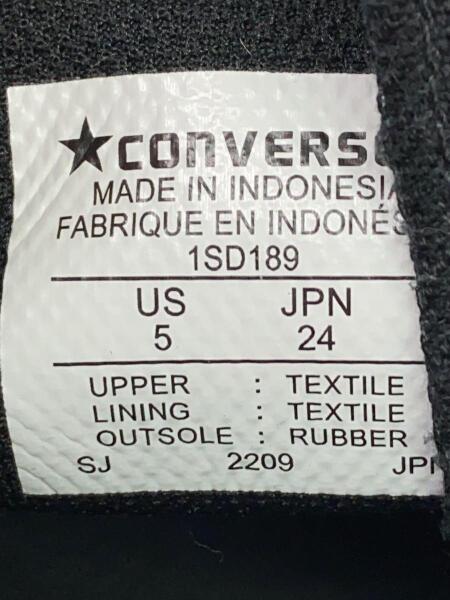 ★CONVERS
MADE IN INDONESIA
FABRIQUE EN INDONÉS
1SD189
US JPN
5 24
UPPER : TEXTILE
LINING : TEXTILE
OUTSOLE : RUBBER
SJ 2209 JPN